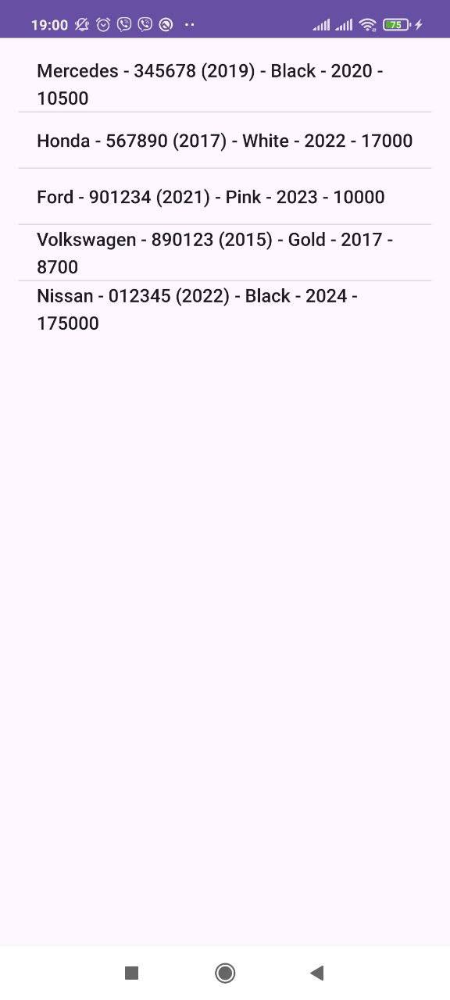 19:00
75
Mercedes - 345678 (2019) - Black - 2020 -
10500
Honda - 567890 (2017) - White - 2022 - 17000
Ford - 901234 (2021) - Pink - 2023 - 10000
Volkswagen - 890123 (2015) - Gold - 2017 -
8700
Nissan - 012345 (2022) - Black - 2024 -
175000